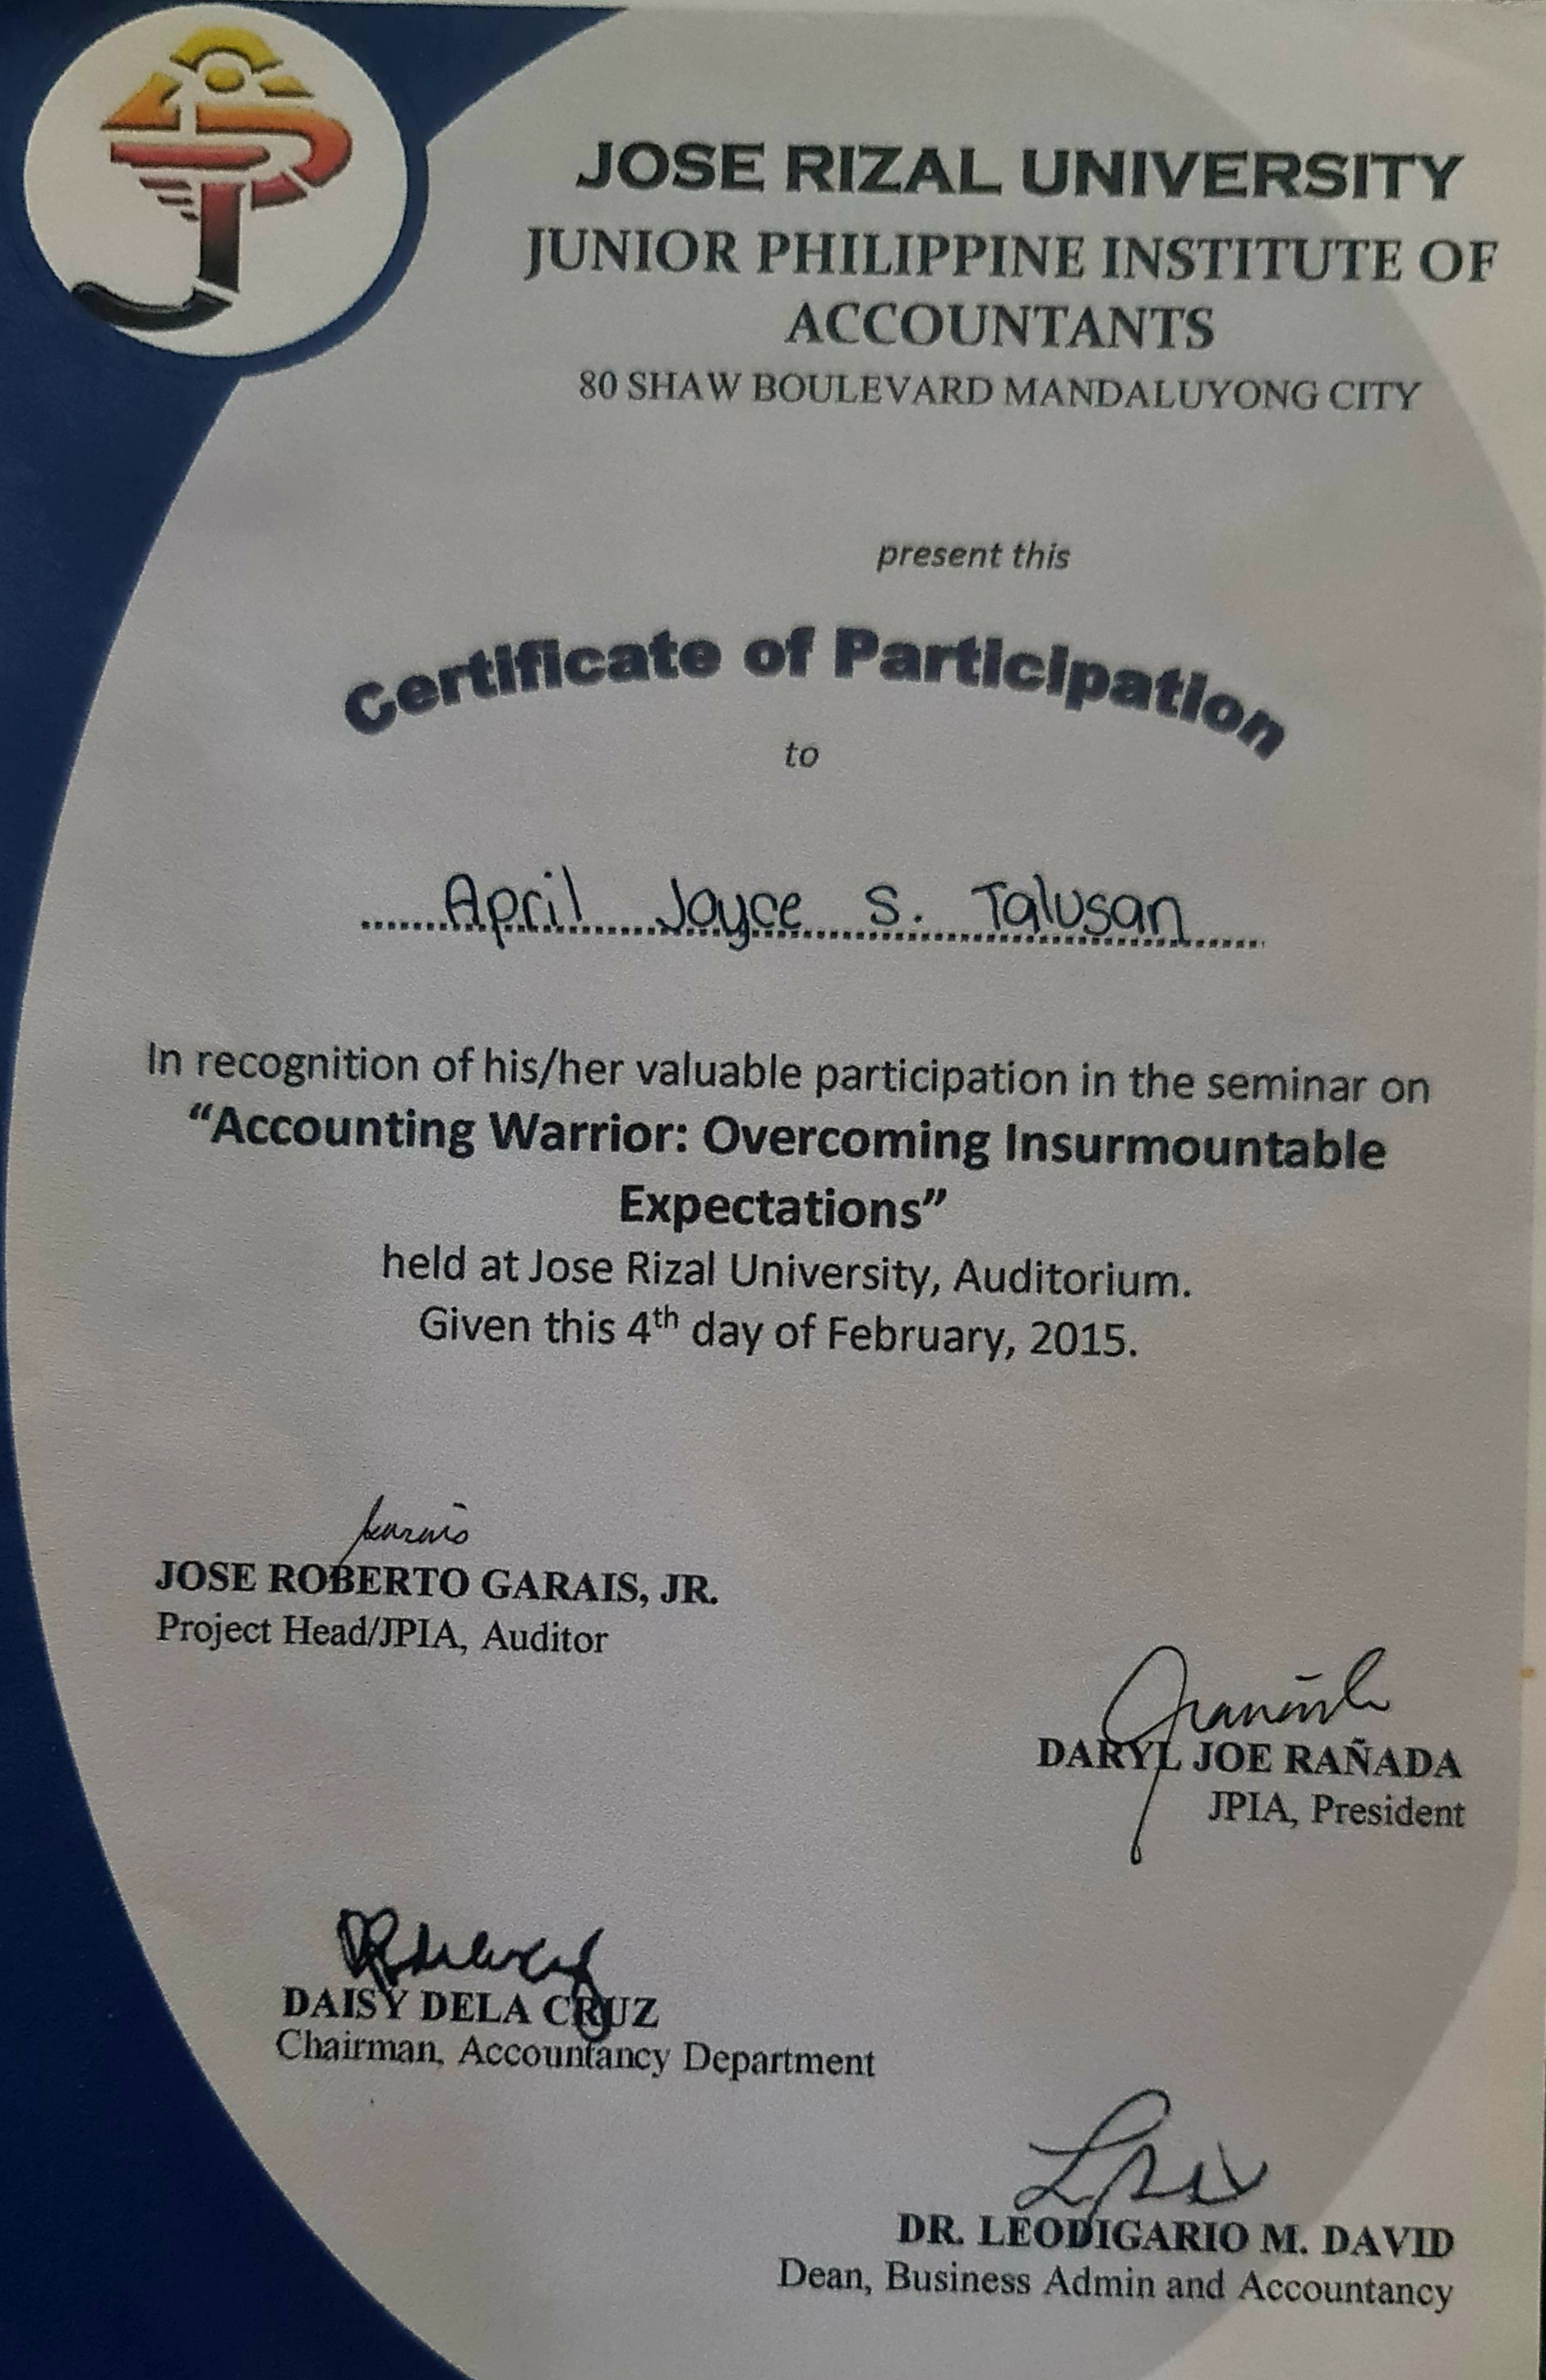 JOSE RIZAL UNIVERSITY
JUNIOR PHILIPPINE INSTITUTE OF
ACCOUNTANTS
80 SHAW BOULEVARD MANDALUYONG CITY
present this
Certificate of Participation
to
April Joyce S. Talusan
In recognition of his/her valuable participation in the seminar on
“Accounting Warrior: Overcoming Insurmountable
Expectations”
held at Jose Rizal University, Auditorium.
Given this 4th day of February, 2015.
JOSE ROBERTO GARAIS, JR.
Project Head/JPIA, Auditor
DARYL JOE RAÑADA
JPIA, President
DAISY DELA CRUZ
Chairman, Accountancy Department
DR. LEODIGARIO M. DAVID
Dean, Business Admin and Accountancy